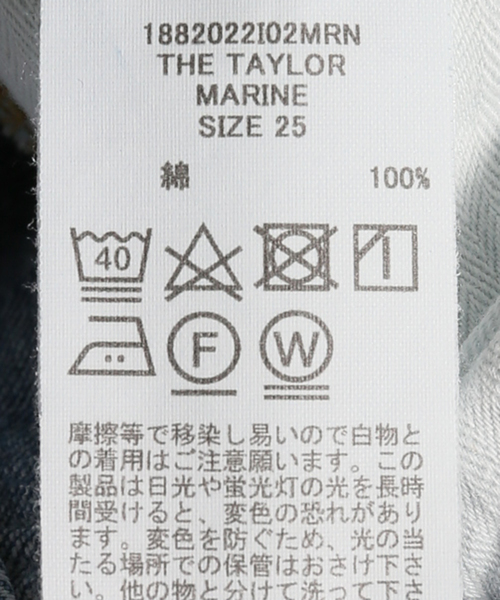 1882022I02MRN
THE TAYLOR
MARINE
SIZE 25
綿 100%
40
F W
摩擦等で移染し易いので白物と
の着用はご注意願います。この
製品は日光や蛍光灯の光を長時
間受けると、変色の恐れがあり
ます。変色を防ぐため、光の当
たる場所での保管はおさけ下さ
い。他の物と分けて洗って下さ